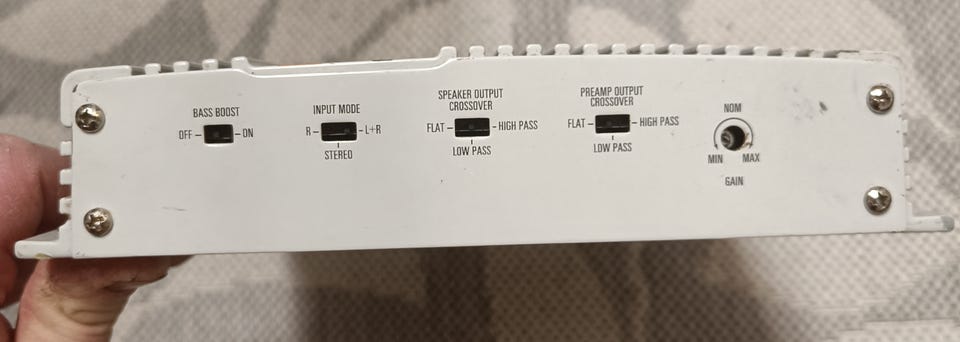 BASS BOOST
OFF ON
INPUT MODE
R L+R
STEREO
SPEAKER OUTPUT
CROSSOVER
FLAT HIGH PASS
LOW PASS
PREAMP OUTPUT
CROSSOVER
FLAT HIGH PASS
LOW PASS
NOM
MIN MAX
GAIN